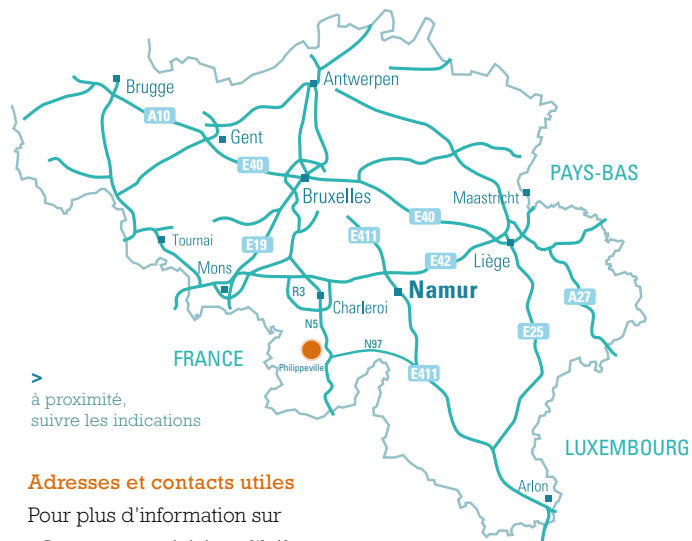 Brugge
Antwerpen
A10
Gent
E40
Bruxelles
PAYS-BAS
Maastricht
E40
E411
Tournai
E19
E42
Liège
Mons
R3
Charleroi
Namur
A27
N5
E25
N97
FRANCE
Philippeville
E411
>
à proximité,
suivre les indications
LUXEMBOURG
Arlon
Adresses et contacts utiles
Pour plus d'information sur